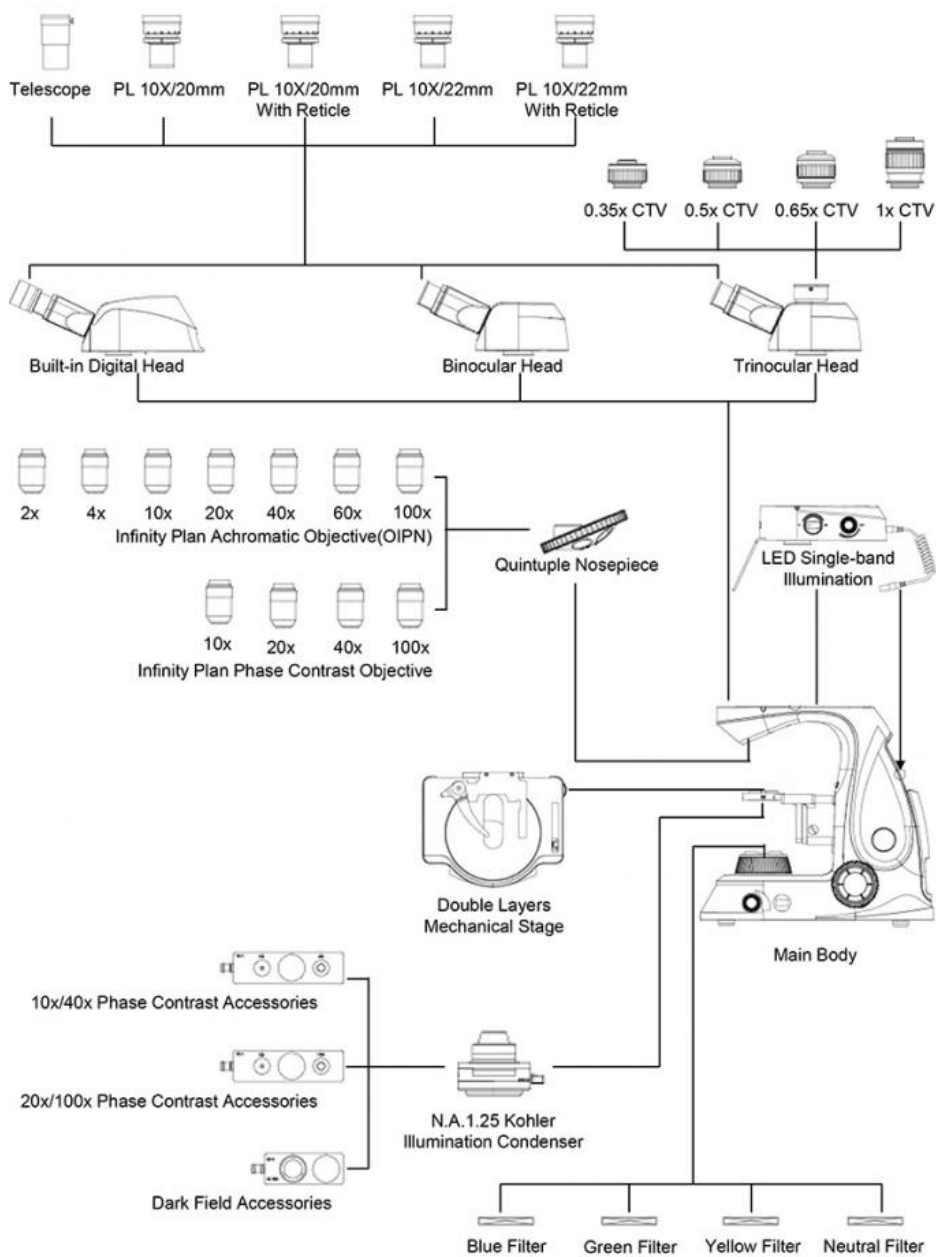 Telescope
PL 10X/20mm
PL 10X/20mm
With Reticle
PL 10X/22mm
PL 10X/22mm
With Reticle
0.35x CTV
0.5x CTV
0.65x CTV
1x CTV
Built-in Digital Head
Binocular Head
Trinocular Head
2x
4x
10x
20x
40x
60x
100x
Infinity Plan Achromatic Objective(OIPN)
Quintuple Nosepiece
LED Single-band
Illumination
10x
20x
40x
100x
Infinity Plan Phase Contrast Objective
Double Layers
Mechanical Stage
Main Body
10x/40x Phase Contrast Accessories
20x/100x Phase Contrast Accessories
N.A.1.25 Kohler
Illumination Condenser
Dark Field Accessories
Blue Filter
Green Filter
Yellow Filter
Neutral Filter